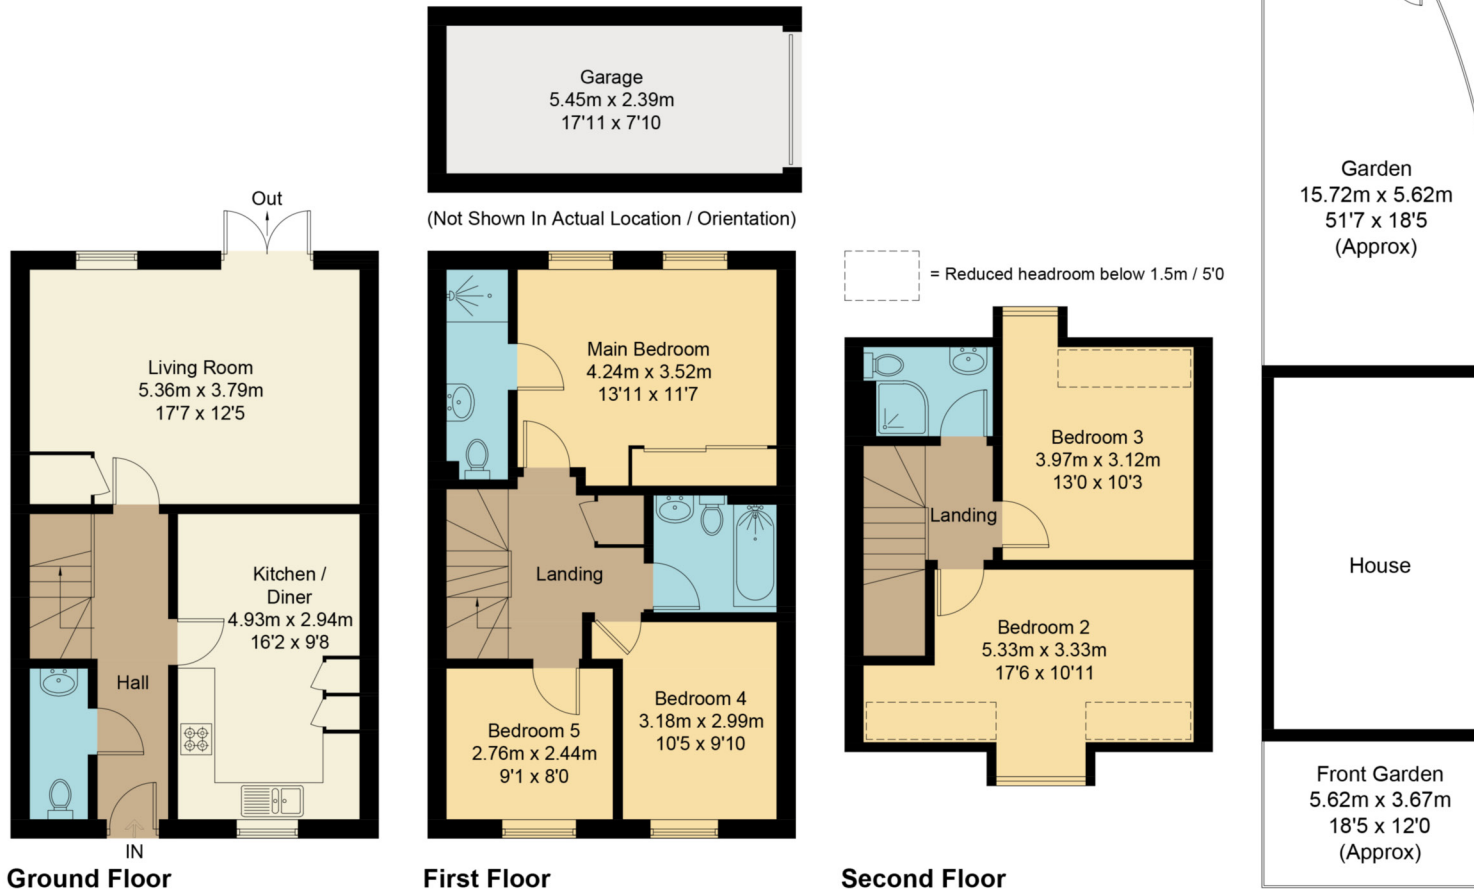 Garage
5.45m x 2.39m
17'11 x 7'10
(Not Shown In Actual Location / Orientation)
Out
Living Room
5.36m x 3.79m
17'7 x 12'5
Kitchen /
Diner
4.93m x 2.94m
16'2 x 9'8
Hall
IN
Ground Floor
Main Bedroom
4.24m x 3.52m
13'11 x 11'7
Landing
Bedroom 4
3.18m x 2.99m
10'5 x 9'10
Bedroom 5
2.76m x 2.44m
9'1 x 8'0
First Floor
= Reduced headroom below 1.5m / 5'0
Bedroom 3
3.97m x 3.12m
13'0 x 10'3
Landing
Bedroom 2
5.33m x 3.33m
17'6 x 10'11
Second Floor
Garden
15.72m x 5.62m
51'7 x 18'5
(Approx)
House
Front Garden
5.62m x 3.67m
18'5 x 12'0
(Approx)